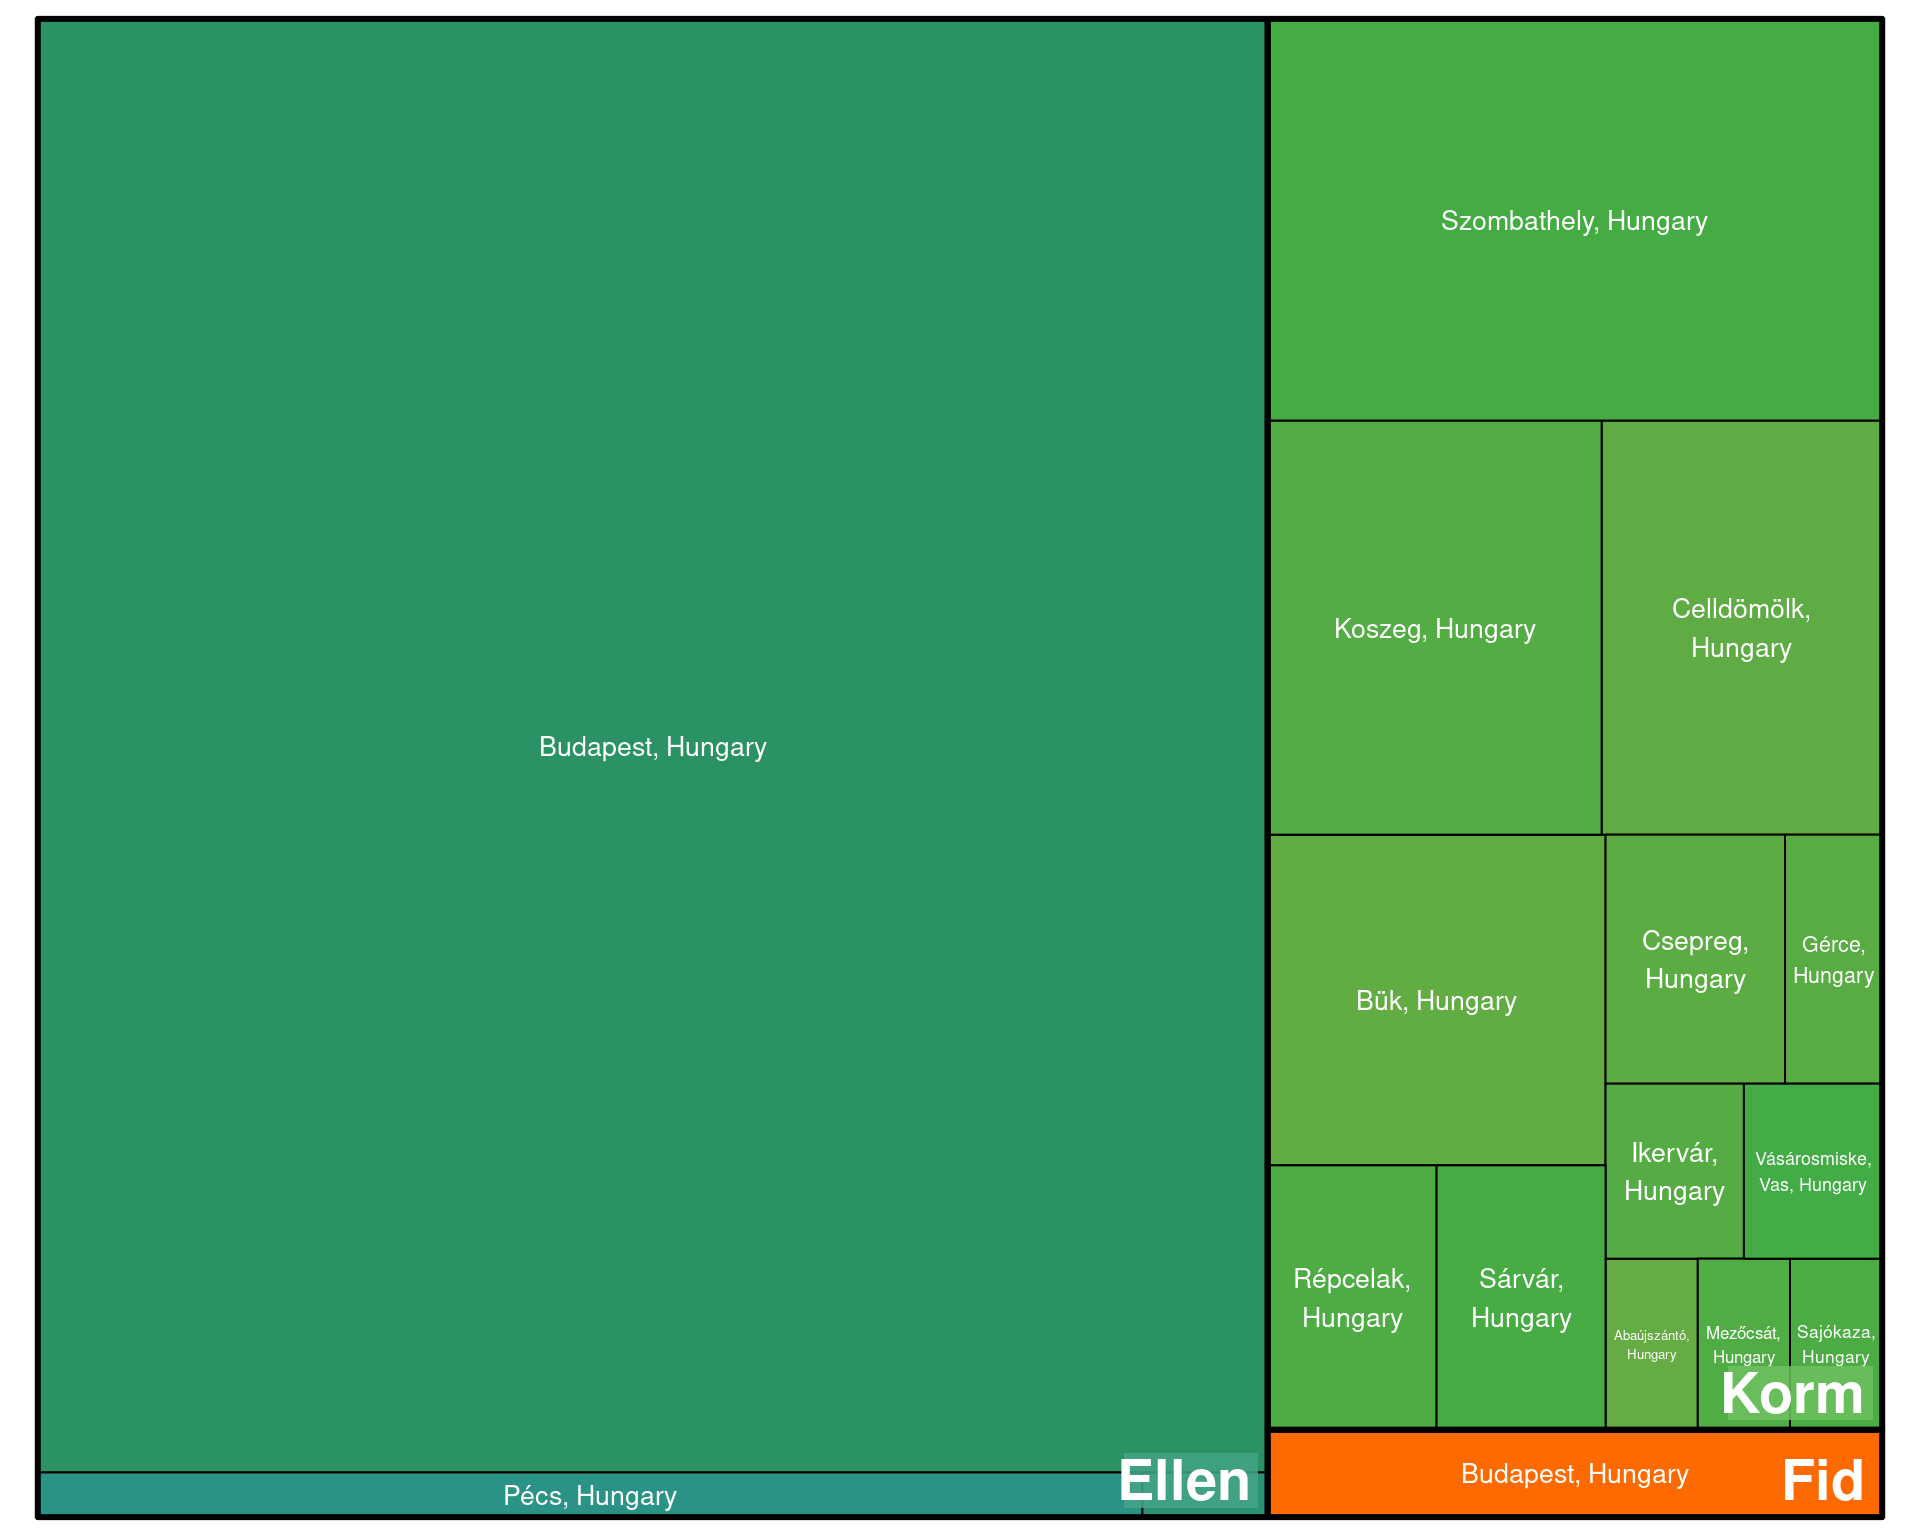 Szombathely, Hungary
Koszeg, Hungary
Celldömölk,
Hungary
Budapest, Hungary
Bük, Hungary
Csepreg,
Hungary
Gérce,
Hungary
Ikervár,
Hungary
Vásárosmiske,
Vas, Hungary
Répcelak,
Hungary
Sárvár,
Hungary
Abaújszántó,
Hungary
Mezőcsát,
Hungary
Sajókaza,
Hungary
Korm
Pécs, Hungary
Ellen
Budapest, Hungary
Fid